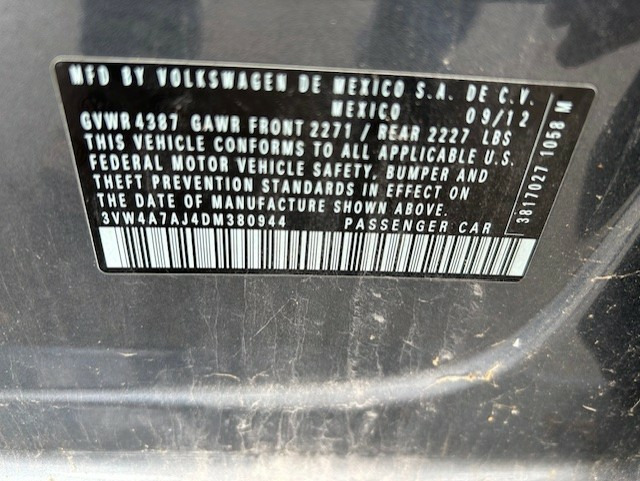 MFD BY VOLKSWAGEN DE MEXICO S.A. DE C.V.
MEXICO 09/12
GVWR 4387 GAWR FRONT 2271 / REAR 2227 LBS
THIS VEHICLE CONFORMS TO ALL APPLICABLE U.S.
FEDERAL MOTOR VEHICLE SAFETY, BUMPER AND
THEFT PREVENTION STANDARDS IN EFFECT ON
THE DATE OF MANUFACTURE SHOWN ABOVE.
3VW4A7AJ4DM380944 PASSENGER CAR
3817027 1058 M